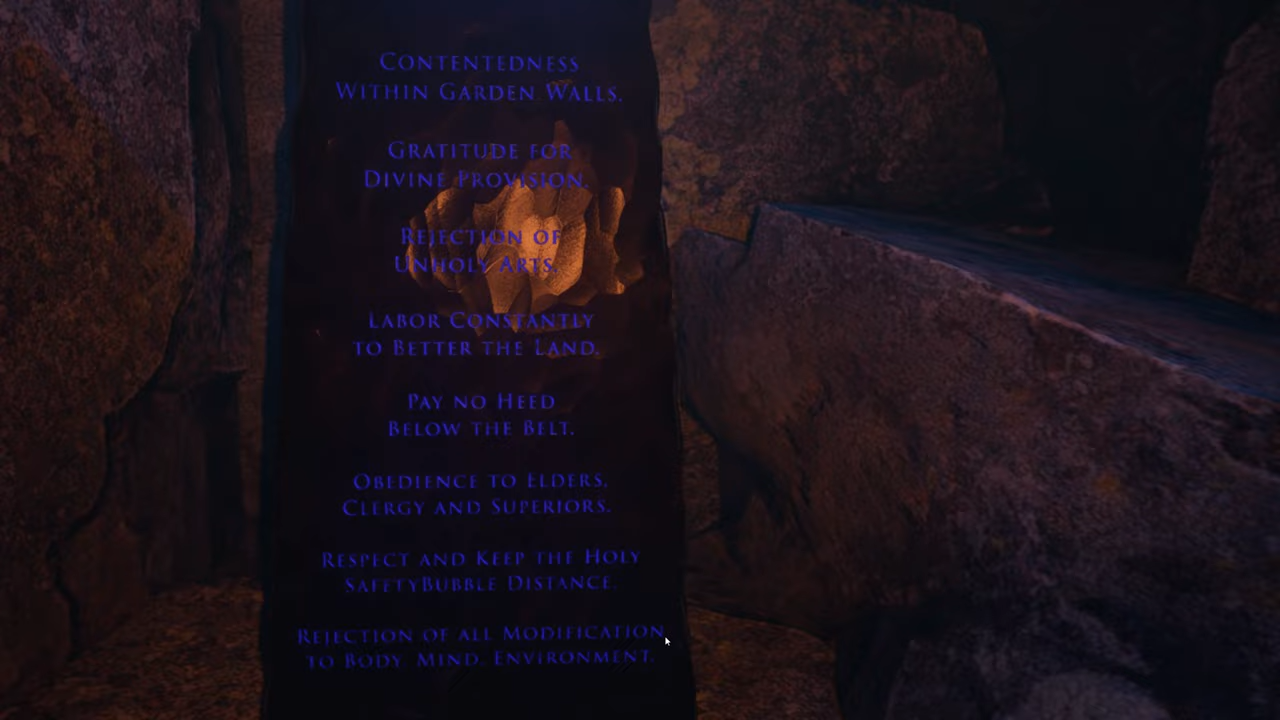 Contentedness
Within Garden Walls.
Gratitude for
Divine Provision.
Rejection of
Unholy Arts.
Labor Constantly
to Better the Land.
Pay no Heed
Below the Belt.
Obedience to Elders,
Clergy and Superiors.
Respect and Keep the Holy
SafetyBubble Distance.
Rejection of all Modification
to Body, Mind, Environment.